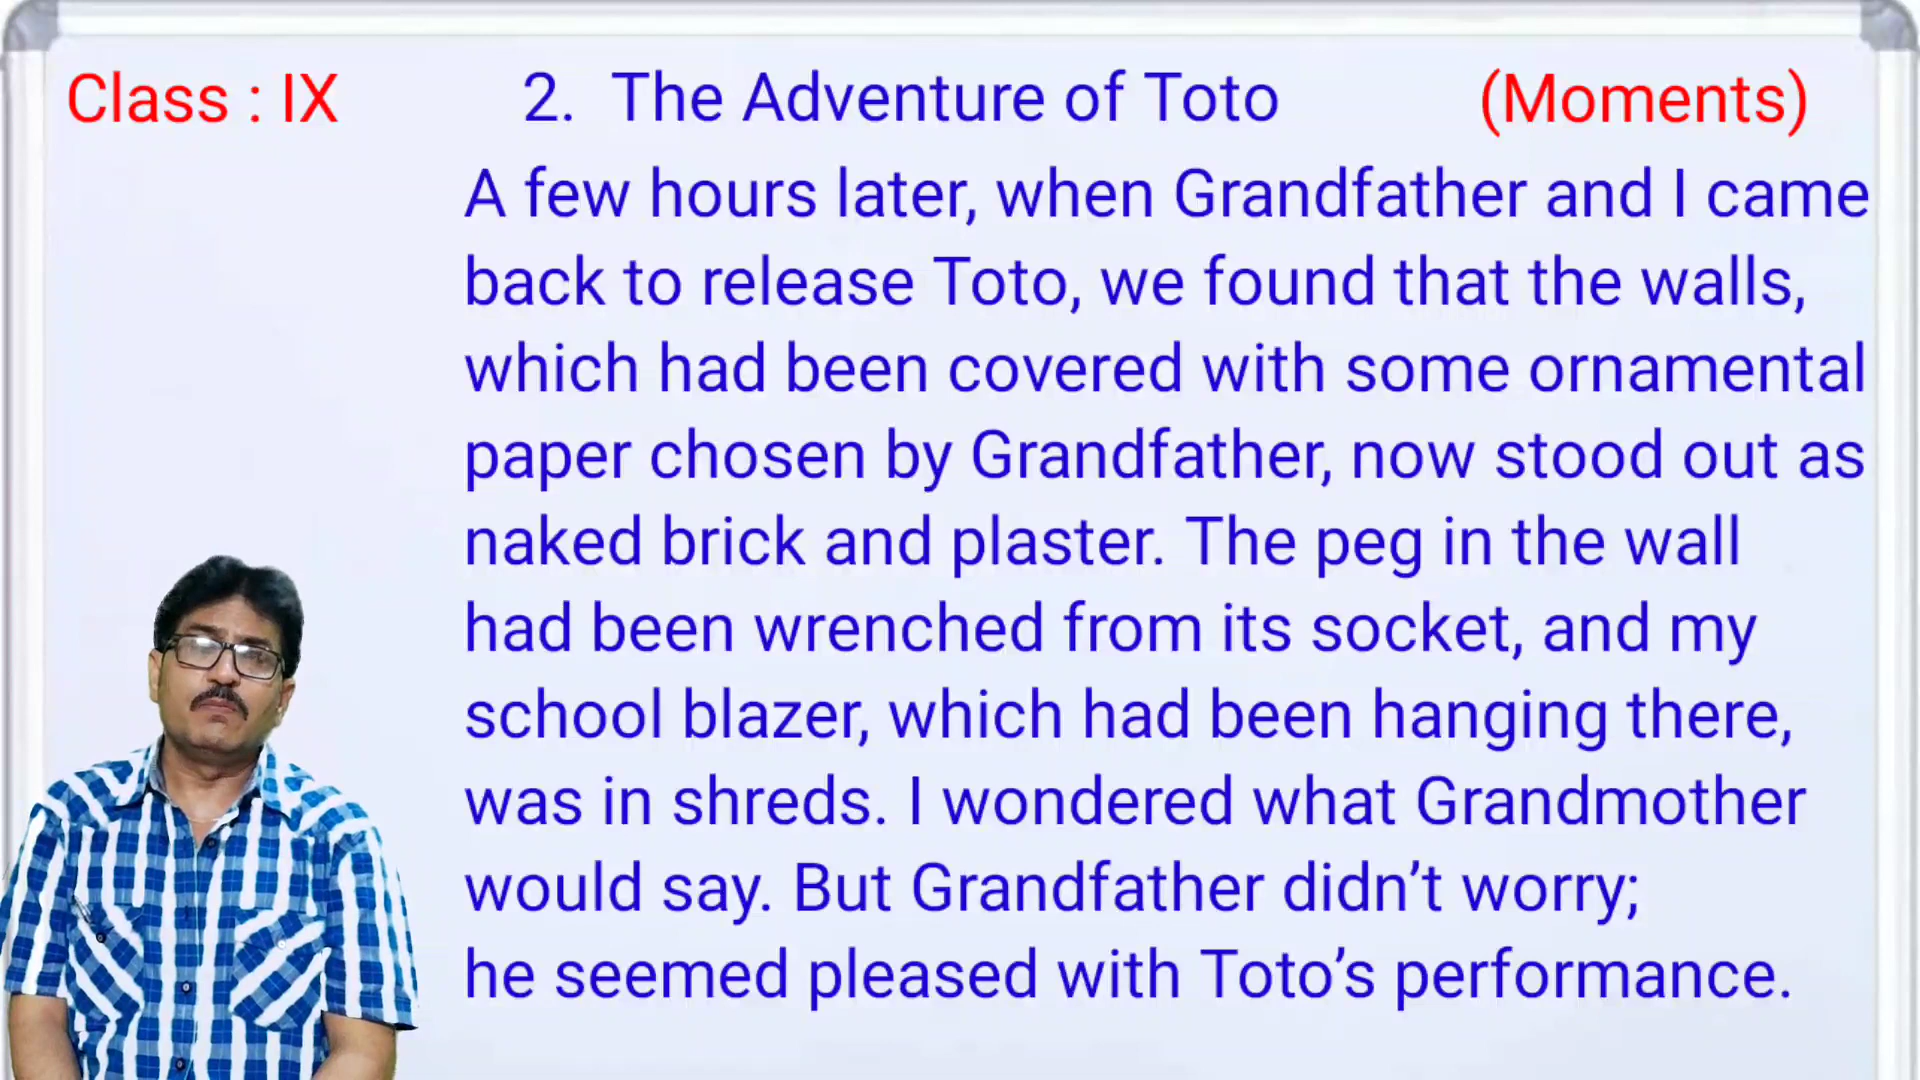 Class : IX 2. The Adventure of Toto (Moments)
A few hours later, when Grandfather and I came
back to release Toto, we found that the walls,
which had been covered with some ornamental
paper chosen by Grandfather, now stood out as
naked brick and plaster. The peg in the wall
had been wrenched from its socket, and my
school blazer, which had been hanging there,
was in shreds. I wondered what Grandmother
would say. But Grandfather didn’t worry;
he seemed pleased with Toto’s performance.